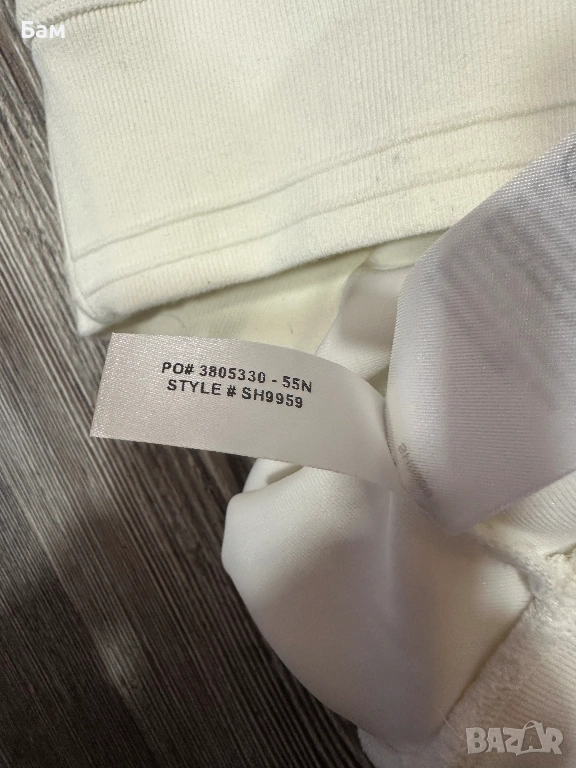 Бам
PO# 3805330 - 55N
STYLE # SH9959
BAZAR